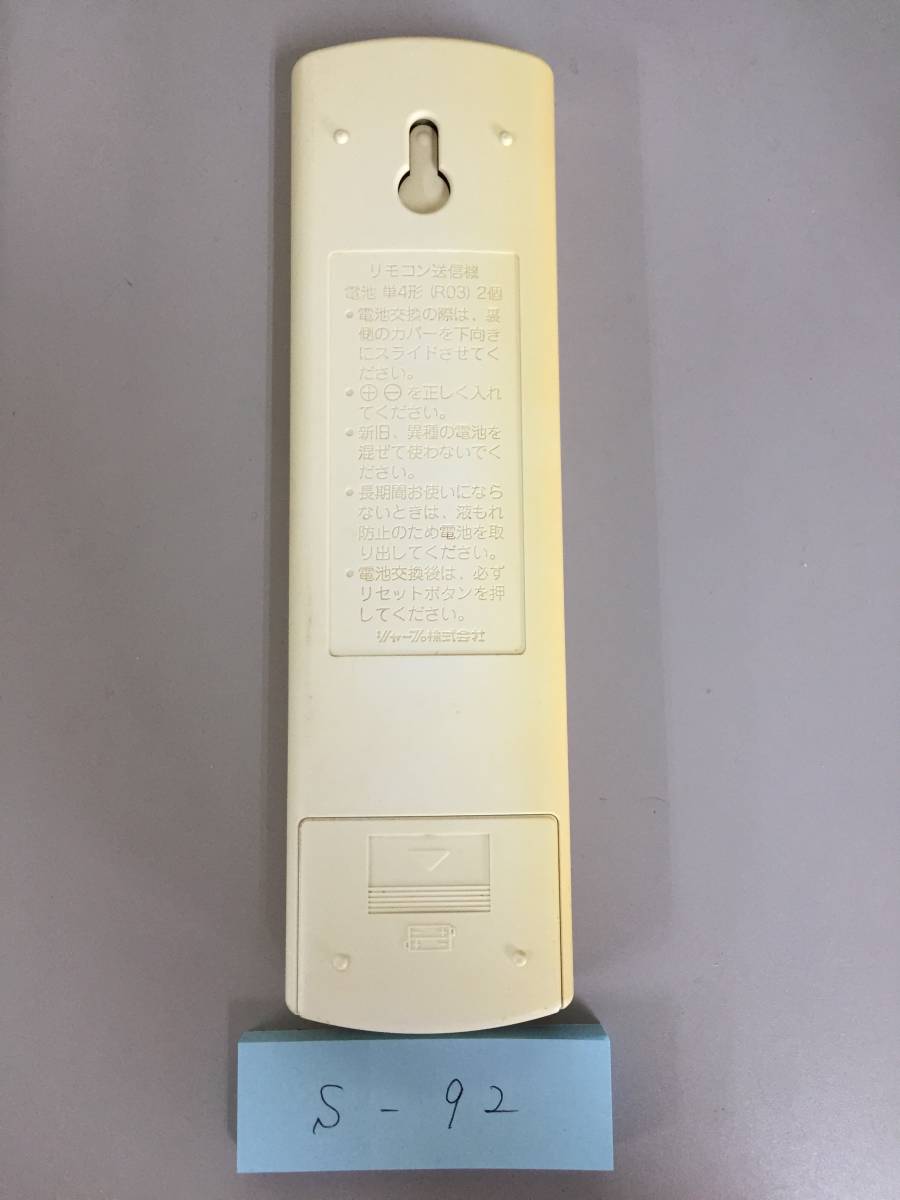 リモコン送信機
電池 単4形 (R03) 2個
• 電池交換の際は、裏
側のカバーを下向き
にスライドさせてく
ださい。
• ⊕ ⊖ を正しく入れ
てください。
• 新旧、異種の電池を
混ぜて使わないでく
ださい。
• 長期間お使いになら
ないときは、液もれ
防止のため電池を取
り出してください。
• 電池交換後は、必ず
リセットボタンを押
してください。
シャープ株式会社
S - 92